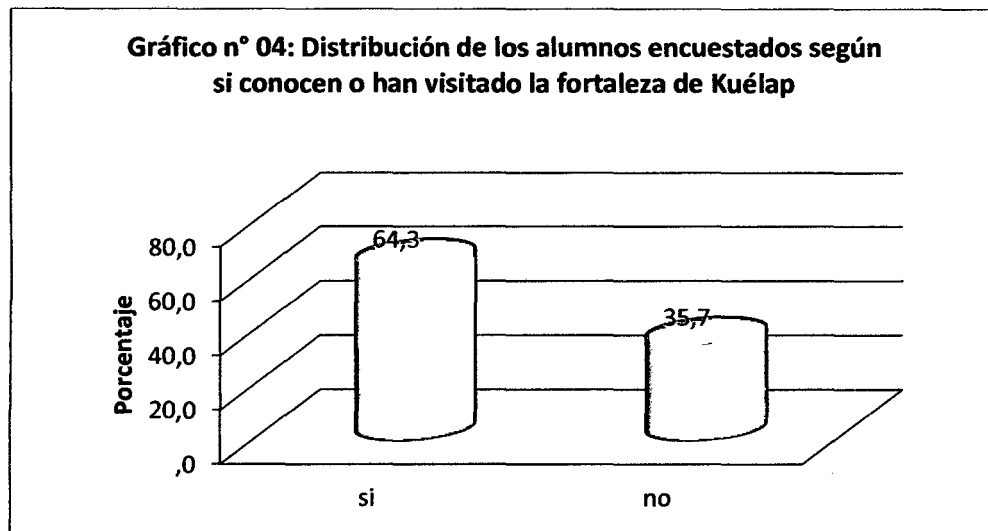 Gráfico n° 04: Distribución de los alumnos encuestados según
si conocen o han visitado la fortaleza de Kuélap
Porcentaje
80,0
60,0
40,0
20,0
,0
64,3
35,7
si
no